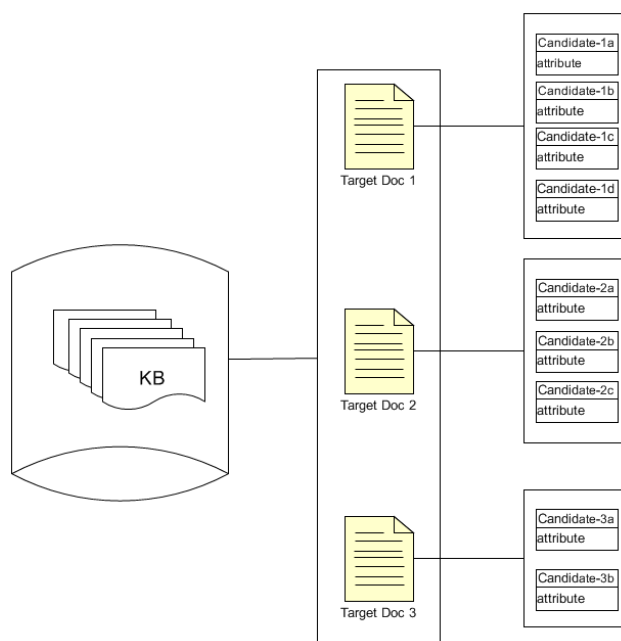 Candidate-1a
attribute
Candidate-1b
attribute
Candidate-1c
attribute
Candidate-1d
attribute
Target Doc 1
KB
Candidate-2a
attribute
Candidate-2b
attribute
Candidate-2c
attribute
Target Doc 2
Candidate-3a
attribute
Candidate-3b
attribute
Target Doc 3